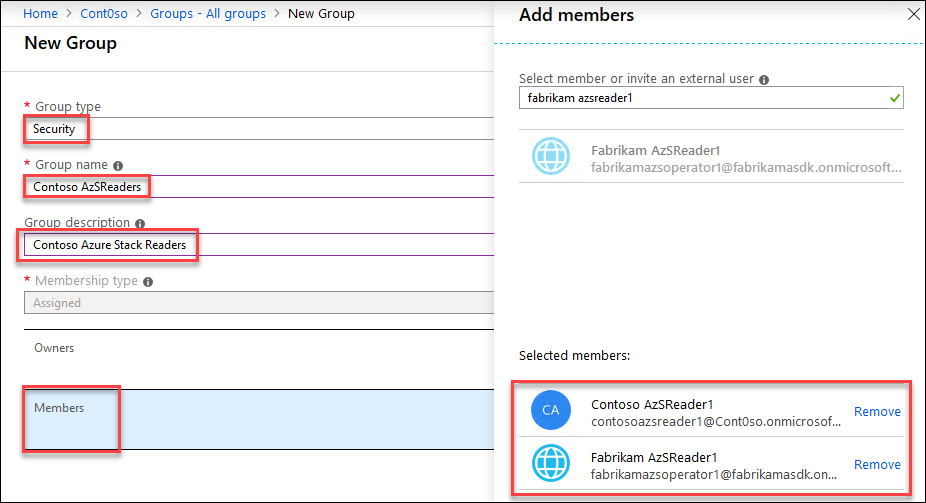 Home > Cont0so > Groups - All groups > New Group
New Group
* Group type
Security
* Group name
Contoso AzSReaders
Group description
Contoso Azure Stack Readers
* Membership type
Assigned
Owners
Members
Add members
Select member or invite an external user
fabrikam azsreader1
Fabrikam AzSReader1
fabrikamazsoperator1@fabrikamasdk.onmicrosoft...
Selected members:
CA
Contoso AzSReader1
contosoazsreader1@Cont0so.onmicrosof...
Remove
Fabrikam AzSReader1
fabrikamazsoperator1@fabrikamasdk.on...
Remove